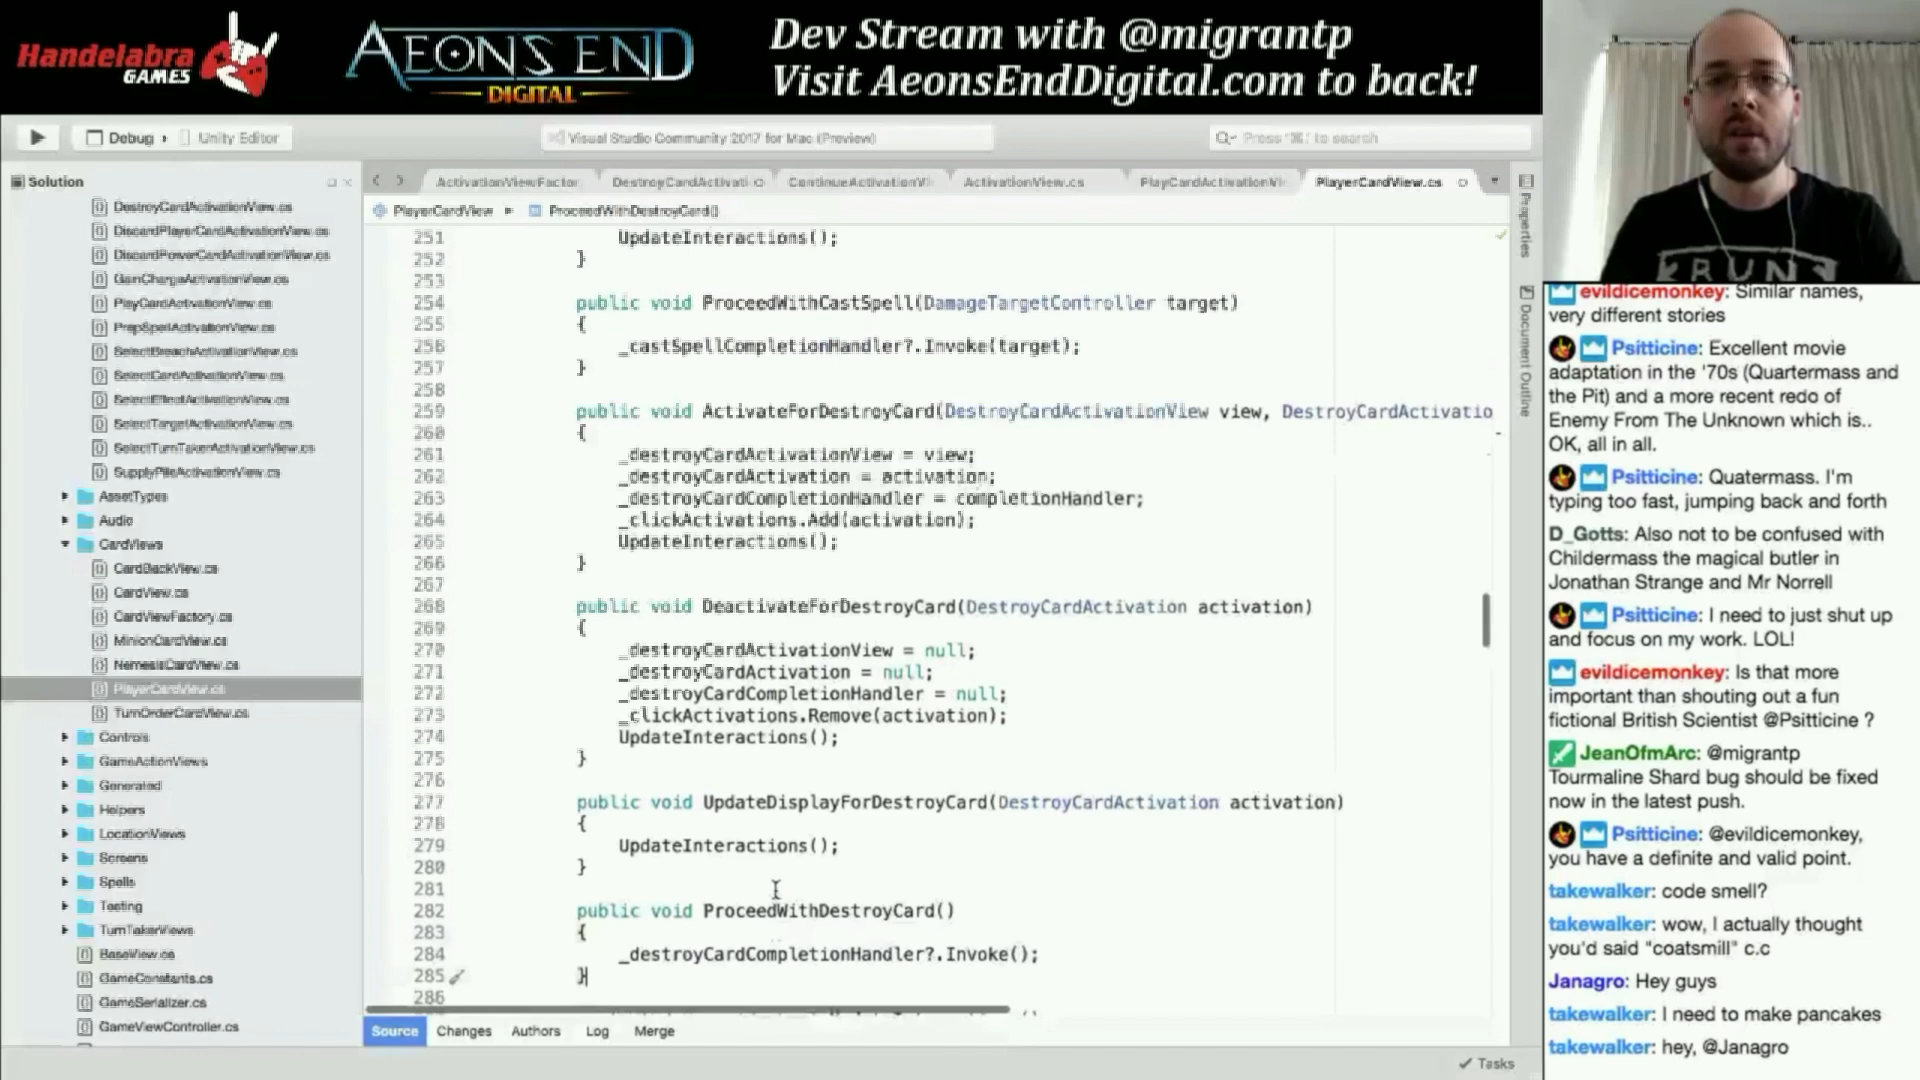 Handelabra
GAMES
AEONS END
DIGITAL
Dev Stream with @migrantp
Visit AeonsEndDigital.com to back!
Debug
Unity Editor
Visual Studio Community 2017 for Mac (Preview)
Press '⌘.' to search
Solution
DestroyCardActivationView.cs
DiscardPlayerCardActivationView.cs
DiscardPowerCardActivationView.cs
GainChargeActivationView.cs
PlayCardActivationView.cs
PrepSpellActivationView.cs
SelectBreachActivationView.cs
SelectCardActivationView.cs
SelectEffectActivationView.cs
SelectTargetActivationView.cs
SelectTurnTakerActivationView.cs
SupplyPileActivationView.cs
AssetTypes
Audio
CardViews
CardBackView.cs
CardView.cs
CardViewFactory.cs
MinionCardView.cs
NemesisCardView.cs
PlayerCardView.cs
TurnOrderCardView.cs
Controls
GameActionViews
Generated
Helpers
LocationViews
Screens
Spells
Testing
TurnTakerViews
BaseView.cs
GameConstants.cs
GameSerializer.cs
GameViewController.cs
ActivationViewFactor
DestroyCardActivati
ContinueActivationVi
ActivationView.cs
PlayCardActivationVi
PlayerCardView.cs
PlayerCardView
ProceedWithDestroyCard()
251 UpdateInteractions();
252 }
253
254 public void ProceedWithCastSpell(DamageTargetController target)
255 {
256 _castSpellCompletionHandler?.Invoke(target);
257 }
258
259 public void ActivateForDestroyCard(DestroyCardActivationView view, DestroyCardActivatio
260 {
261 _destroyCardActivationView = view;
262 _destroyCardActivation = activation;
263 _destroyCardCompletionHandler = completionHandler;
264 _clickActivations.Add(activation);
265 UpdateInteractions();
266 }
267
268 public void DeactivateForDestroyCard(DestroyCardActivation activation)
269 {
270 _destroyCardActivationView = null;
271 _destroyCardActivation = null;
272 _destroyCardCompletionHandler = null;
273 _clickActivations.Remove(activation);
274 UpdateInteractions();
275 }
276
277 public void UpdateDisplayForDestroyCard(DestroyCardActivation activation)
278 {
279 UpdateInteractions();
280 }
281
282 public void ProceedWithDestroyCard()
283 {
284 _destroyCardCompletionHandler?.Invoke();
285 }
286
Source
Changes
Authors
Log
Merge
Tasks
Properties
Document Outline
RUN
evildicemonkey: Similar names,
very different stories
Psitticine: Excellent movie
adaptation in the '70s (Quartermass and
the Pit) and a more recent redo of
Enemy From The Unknown which is..
OK, all in all.
Psitticine: Quatermass. I'm
typing too fast, jumping back and forth
D_Gotts: Also not to be confused with
Childermass the magical butler in
Jonathan Strange and Mr Norrell
Psitticine: I need to just shut up
and focus on my work. LOL!
evildicemonkey: Is that more
important than shouting out a fun
fictional British Scientist @Psitticine ?
JeanOfmArc: @migrantp
Tourmaline Shard bug should be fixed
now in the latest push.
Psitticine: @evildicemonkey,
you have a definite and valid point.
takewalker: code smell?
takewalker: wow, I actually thought
you'd said "coatsmill" c.c
Janagro: Hey guys
takewalker: I need to make pancakes
takewalker: hey, @Janagro